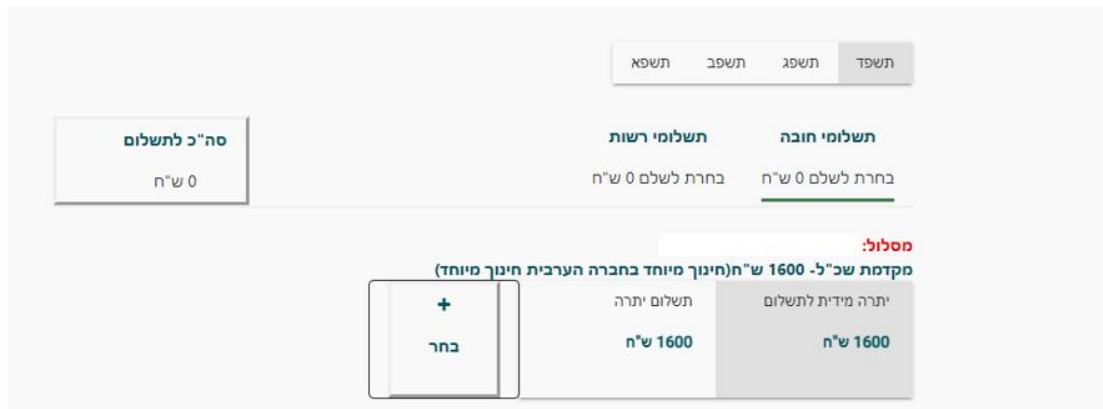 תשפד תשפג תשפב תשפא
תשלומי חובה תשלומי רשות סה"כ לתשלום
בחרת לשלם 0 ש"ח בחרת לשלם 0 ש"ח 0 ש"ח
מסלול:
מקדמת שכ"ל- 1600 ש"ח(חינוך מיוחד בחברה הערבית חינוך מיוחד)
יתרה מידית לתשלום תשלום יתרה +
1600 ש"ח 1600 ש"ח בחר